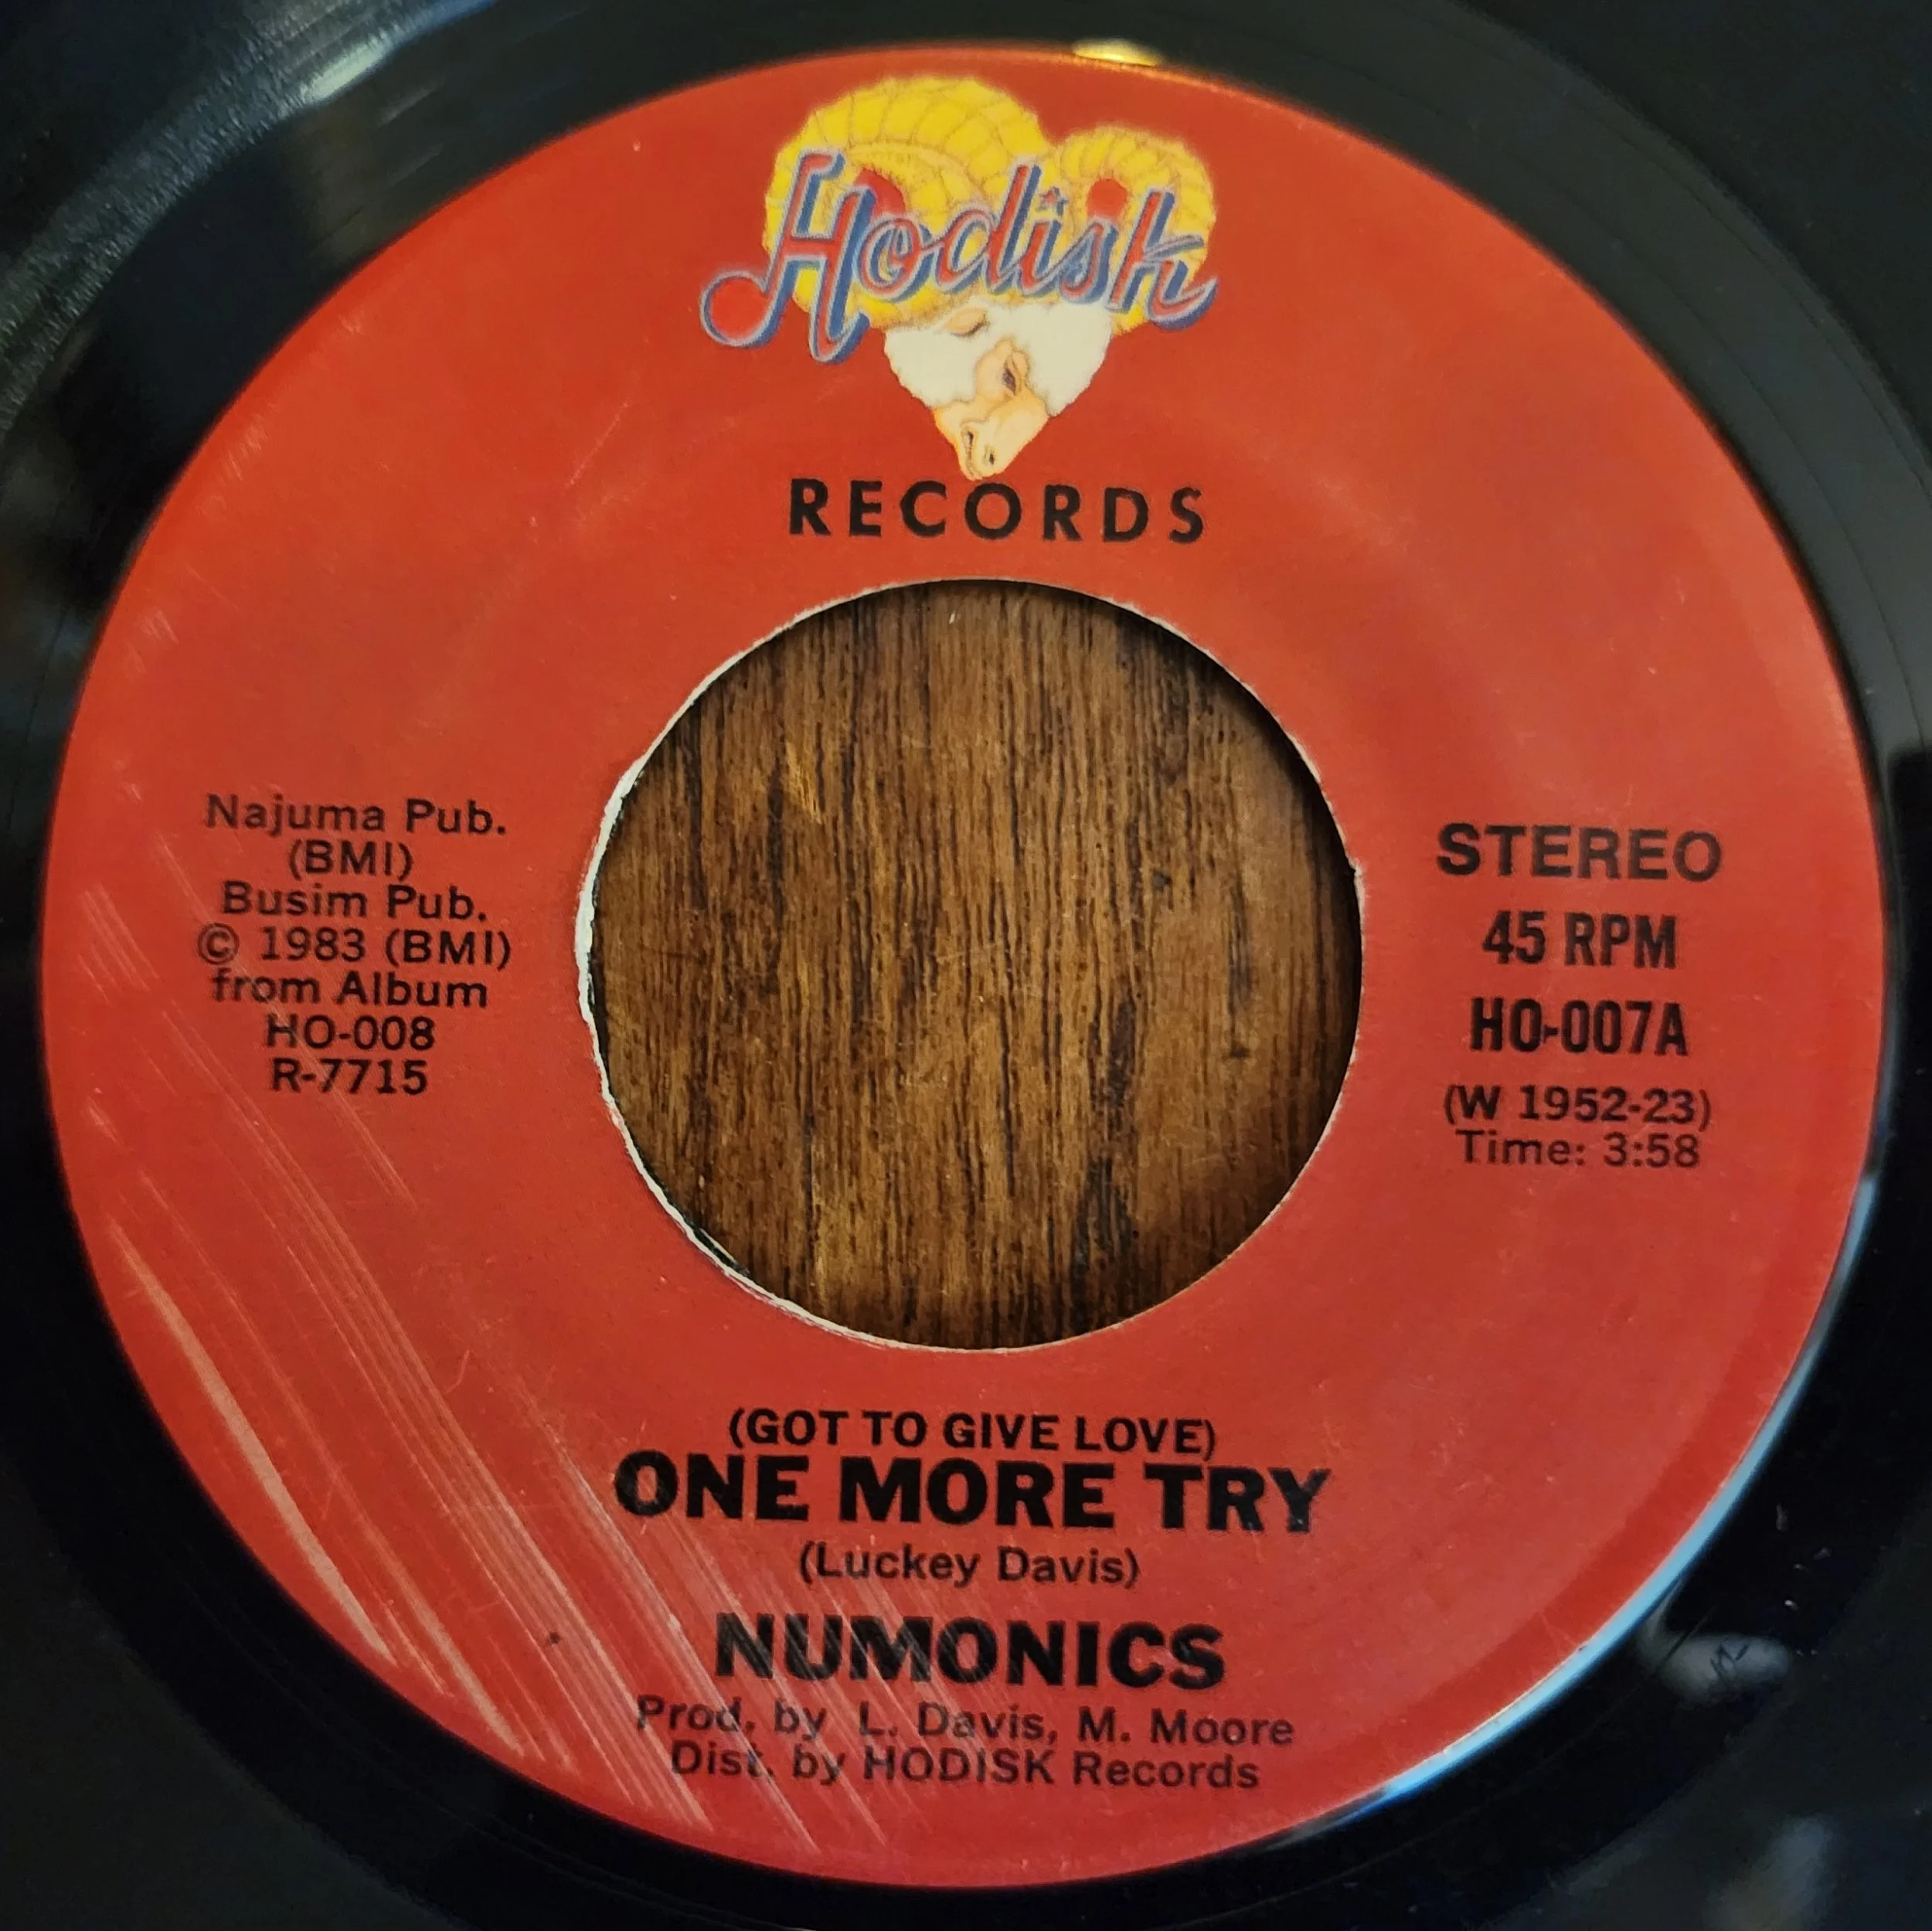 Hodisk
RECORDS
Najuma Pub.
(BMI)
Busim Pub.
© 1983 (BMI)
from Album
HO-008
R-7715
STEREO
45 RPM
HO-007A
(W 1952-23)
Time: 3:58
(GOT TO GIVE LOVE)
ONE MORE TRY
(Luckey Davis)
NUMONICS
Prod. by L. Davis, M. Moore
Dist. by HODISK Records